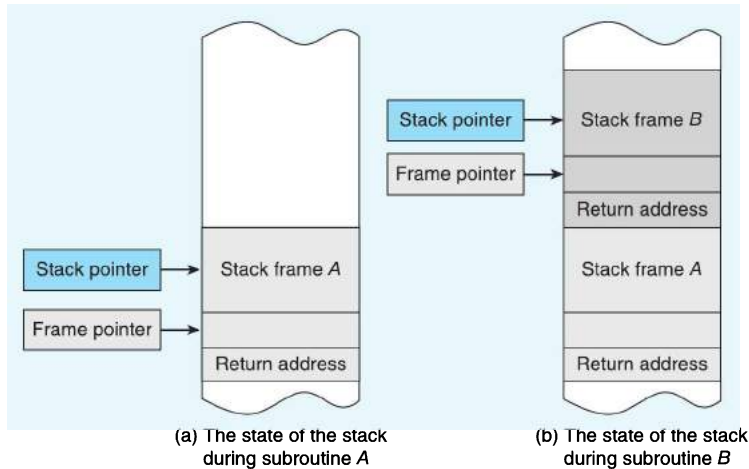 Stack pointer
Frame pointer
Stack frame A
Return address
(a) The state of the stack
during subroutine A
Stack pointer
Frame pointer
Stack frame B
Return address
Stack frame A
Return address
(b) The state of the stack
during subroutine B